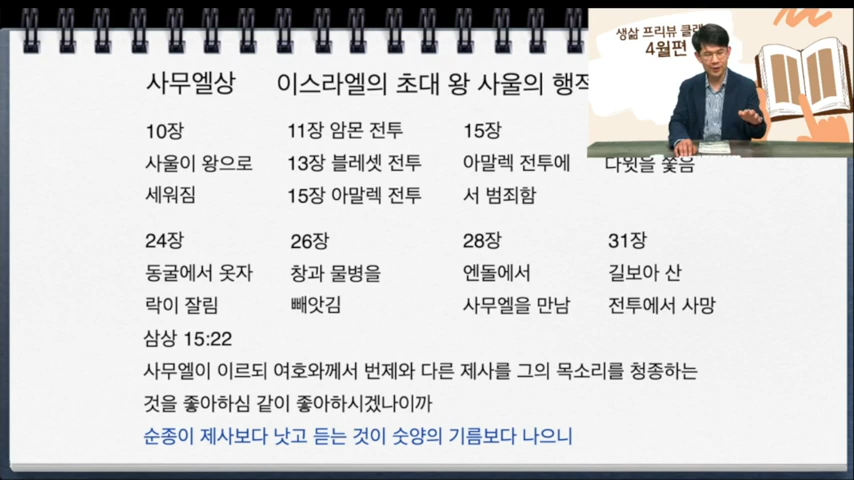 생삶 프리뷰 클래
4월편
사무엘상 이스라엘의 초대 왕 사울의 행적
10장 11장 암몬 전투 15장
사울이 왕으로 13장 블레셋 전투 아말렉 전투에 다윗을 쫓음
세워짐 15장 아말렉 전투 서 범죄함
24장 26장 28장 31장
동굴에서 옷자 창과 물병을 엔돌에서 길보아 산
락이 잘림 빼앗김 사무엘을 만남 전투에서 사망
삼상 15:22
사무엘이 이르되 여호와께서 번제와 다른 제사를 그의 목소리를 청종하는
것을 좋아하심 같이 좋아하시겠나이까
순종이 제사보다 낫고 듣는 것이 숫양의 기름보다 나으니